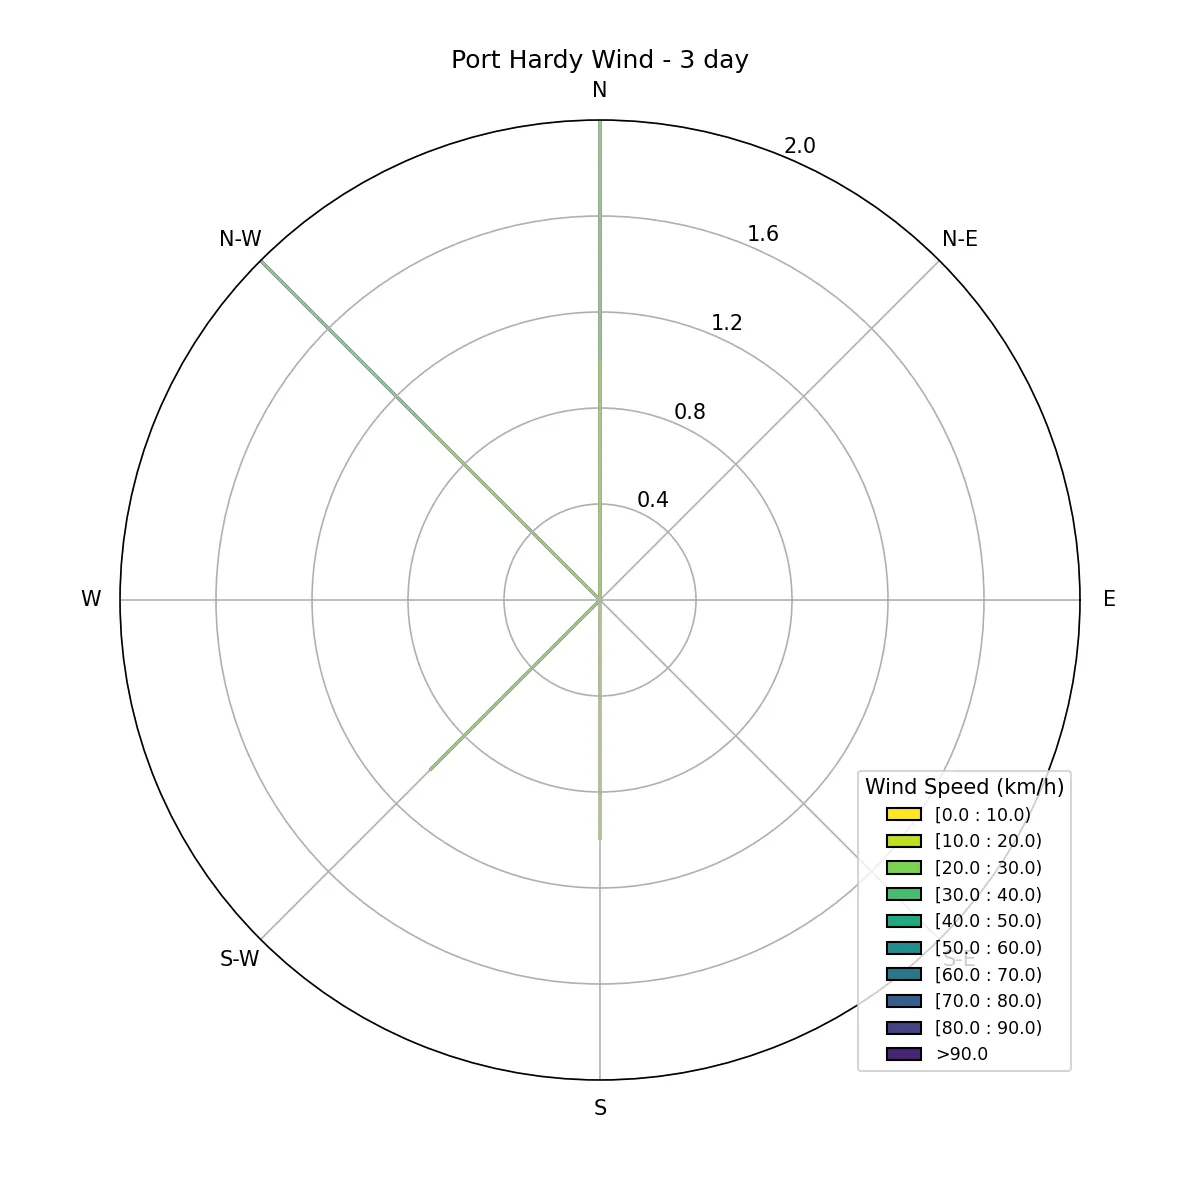 Port Hardy Wind - 3 day
N
2.0
N-W
1.6
N-E
1.2
0.8
0.4
W
E
Wind Speed (km/h)
[0.0 : 10.0)
[10.0 : 20.0)
[20.0 : 30.0)
[30.0 : 40.0)
[40.0 : 50.0)
[50.0 : 60.0)
[60.0 : 70.0)
[70.0 : 80.0)
[80.0 : 90.0)
>90.0
S-W
S-E
S